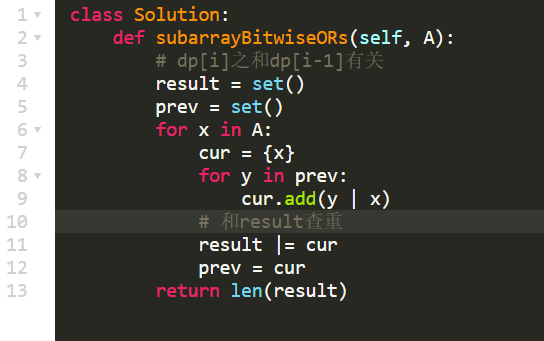 1 class Solution:
2     def subarrayBitwiseORs(self, A):
3         # dp[i]之和dp[i-1]有关
4         result = set()
5         prev = set()
6         for x in A:
7             cur = {x}
8             for y in prev:
9                 cur.add(y | x)
10             # 和result查重
11             result |= cur
12             prev = cur
13         return len(result)